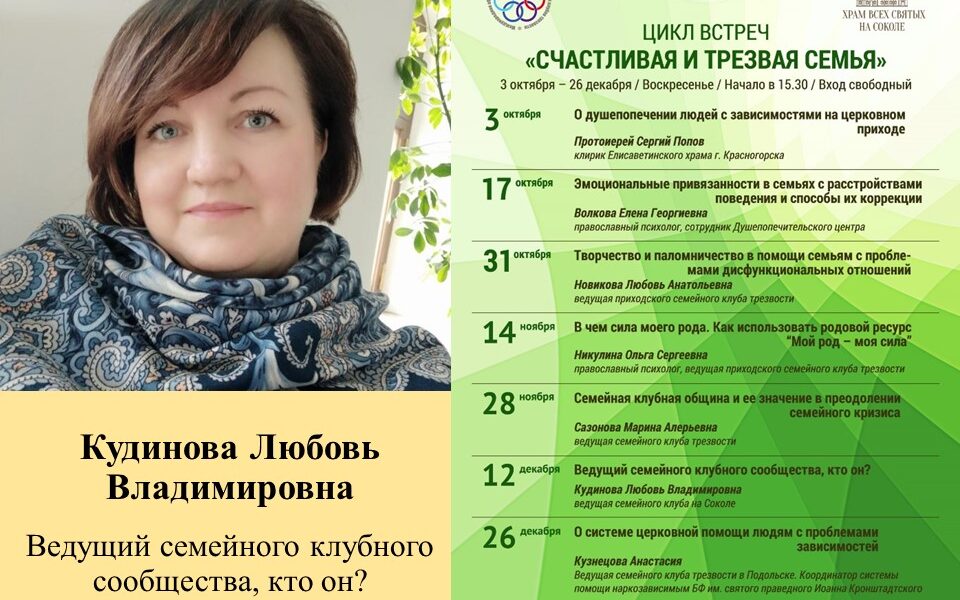 Кудинова Любовь
Владимировна
Ведущий семейного клубного
сообщества, кто он?
ХРАМ ВСЕХ СВЯТЫХ
НА СОКОЛЕ
ЦИКЛ ВСТРЕЧ
«СЧАСТЛИВАЯ И ТРЕЗВАЯ СЕМЬЯ»
3 октября – 26 декабря / Воскресенье / Начало в 15.30 / Вход свободный
3 октября О душепопечении людей с зависимостями на церковном
приходе
Протоиерей Сергий Попов
клирик Елисаветинского храма г. Красногорска
17 октября Эмоциональные привязанности в семьях с расстройствами
поведения и способы их коррекции
Волкова Елена Георгиевна
православный психолог, сотрудник Душепопечительского центра
31 октября Творчество и паломничество в помощи семьям с пробле-
мами дисфункциональных отношений
Новикова Любовь Анатольевна
ведущая приходского семейного клуба трезвости
14 ноября В чем сила моего рода. Как использовать родовой ресурс
“Мой род – моя сила”
Никулина Ольга Сергеевна
православный психолог, ведущая приходского семейного клуба трезвости
28 ноября Семейная клубная община и ее значение в преодолении
семейного кризиса
Сазонова Марина Алерьевна
ведущая семейного клуба трезвости
12 декабря Ведущий семейного клубного сообщества, кто он?
Кудинова Любовь Владимировна
ведущая семейного клуба на Соколе
26 декабря О системе церковной помощи людям с проблемами
зависимостей
Кузнецова Анастасия
Ведущая семейного клуба трезвости в Подольске. Координатор системы
помощи наркозависимым БФ им. святого праведного Иоанна Кронштадтского